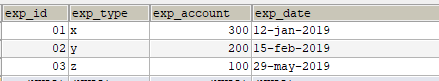 exp_id exp_type exp_account exp_date
01 x 300 12-jan-2019
02 y 200 15-feb-2019
03 z 100 29-may-2019